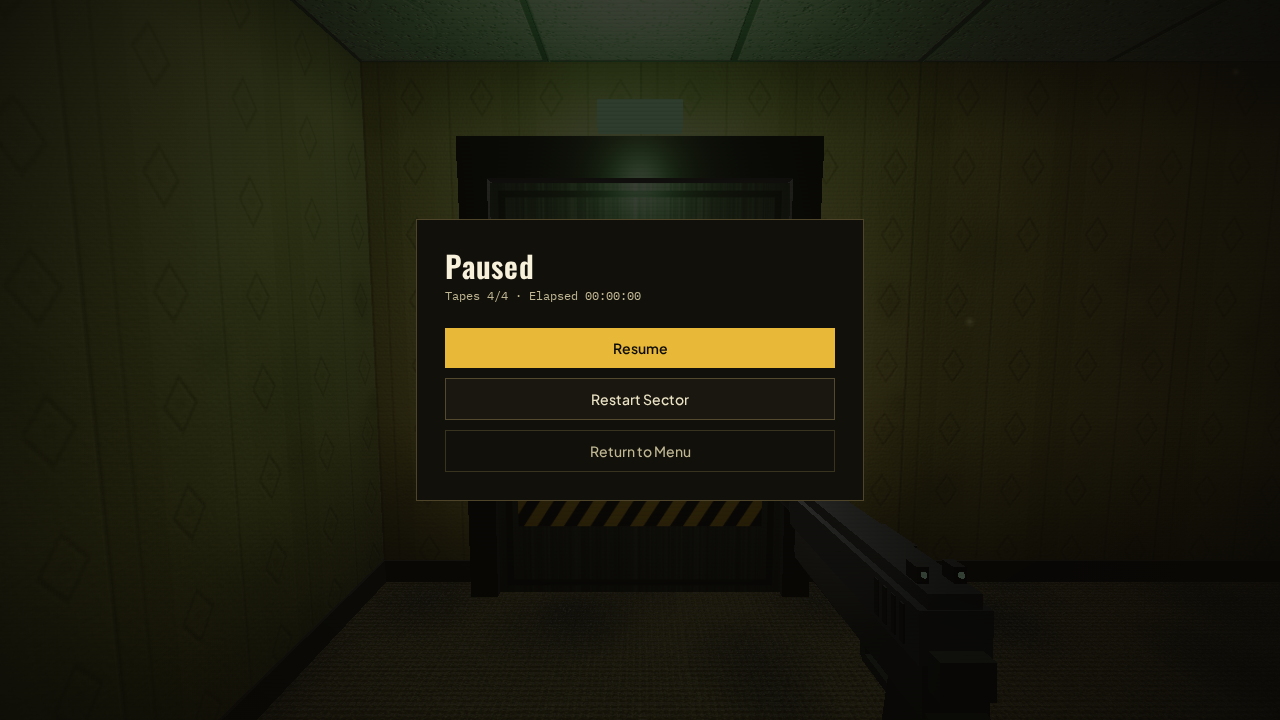 Paused
Tapes 4/4 · Elapsed 00:00:00
Resume
Restart Sector
Return to Menu